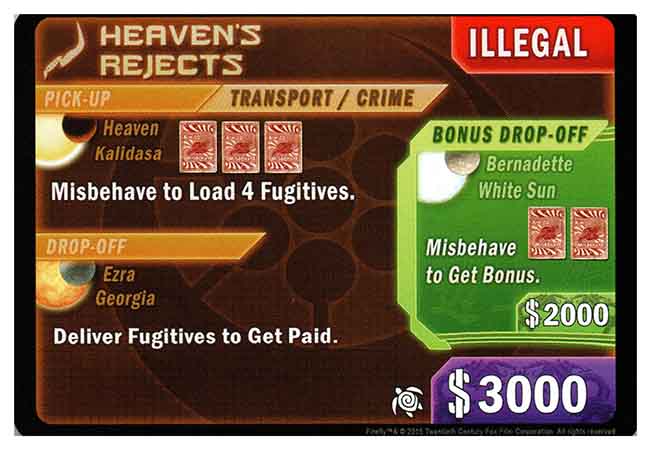 HEAVEN'S
REJECTS
ILLEGAL
PICK-UP
TRANSPORT / CRIME
Heaven
Kalidasa
Misbehave to Load 4 Fugitives.
DROP-OFF
Ezra
Georgia
Deliver Fugitives to Get Paid.
BONUS DROP-OFF
Bernadette
White Sun
Misbehave
to Get Bonus.
$2000
$3000
Firefly™ & © 2015 Twentieth Century Fox Film Corporation. All rights reserved.